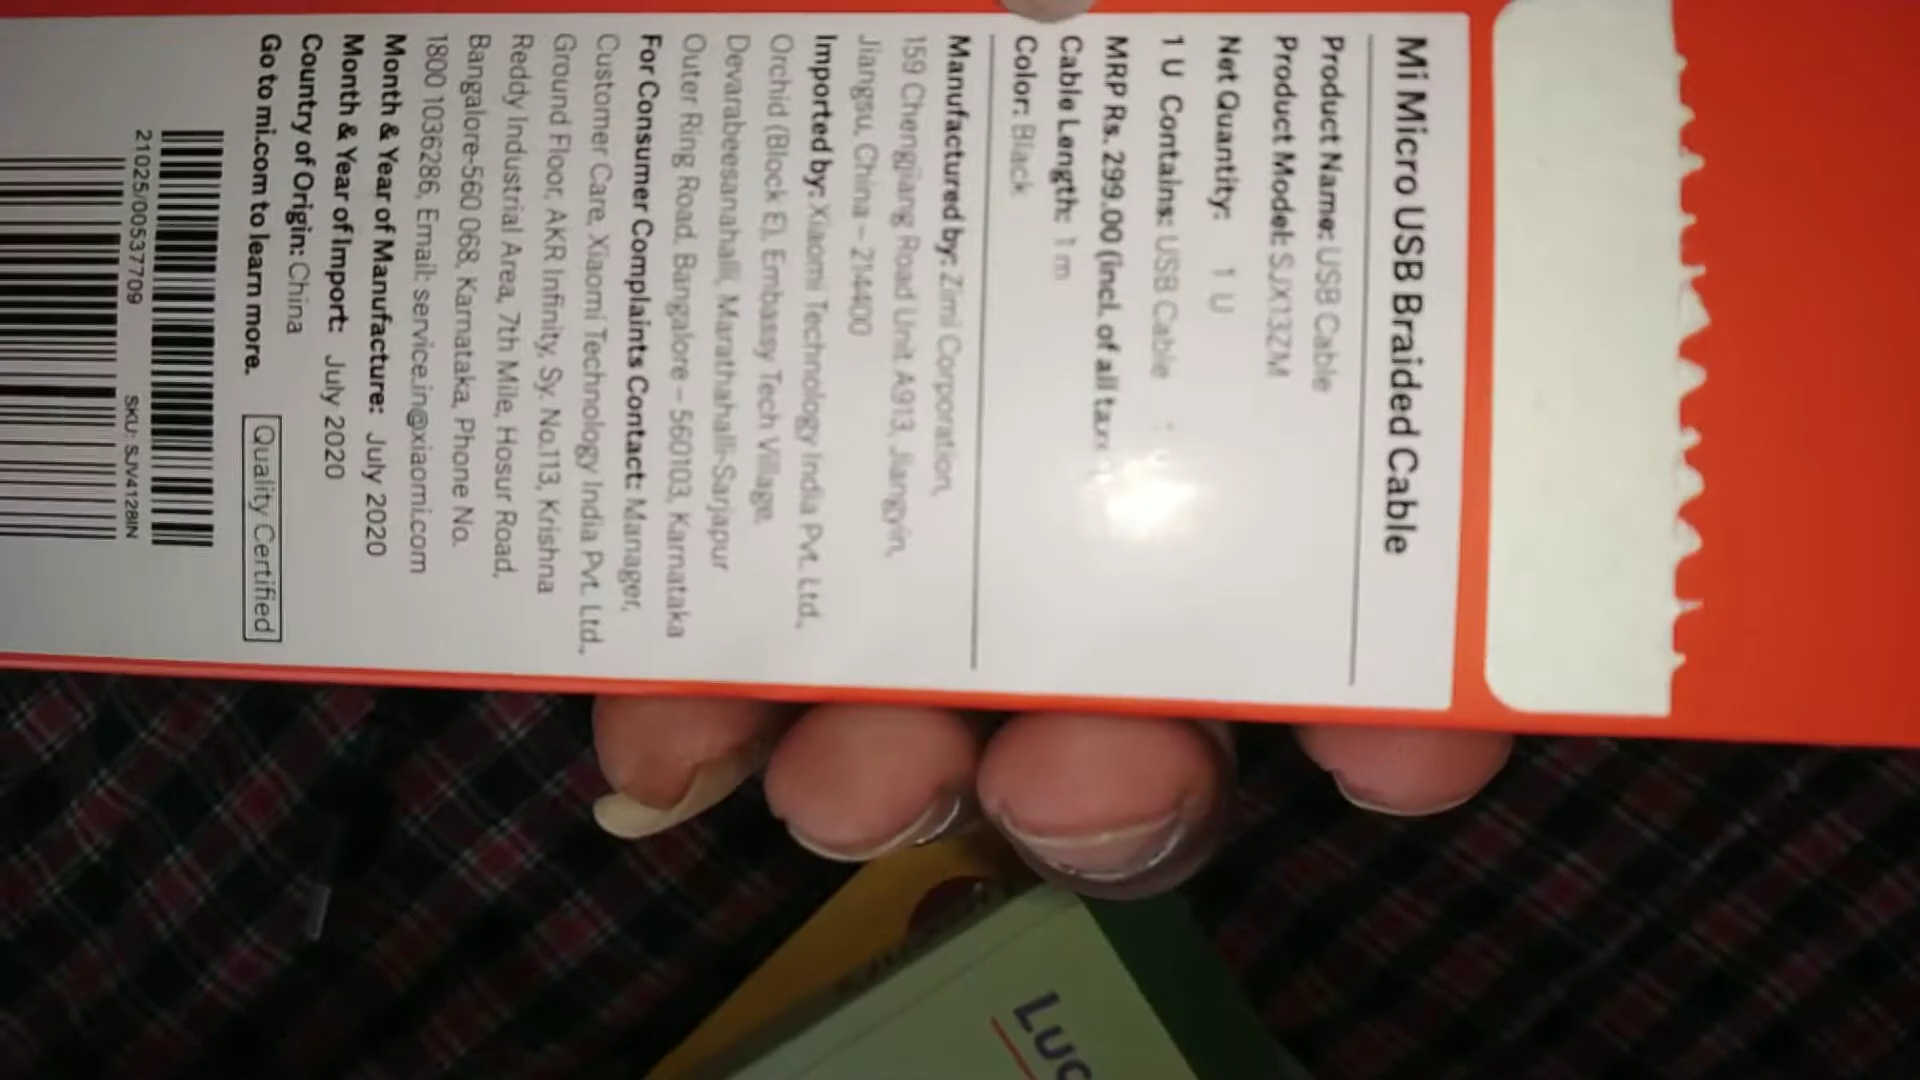 Mi Micro USB Braided Cable
Product Name: USB Cable
Product Model: SJX13ZM
Net Quantity: 1 U
1 U Contains: USB Cable
MRP Rs. 299.00 (incl. of all
Cable Length: 1 m
Color: Black
Manufactured by: Zimi Corporation,
159 Chengjiang Road Unit A913, Jiangyin,
Jiangsu, China – 214400
Imported by: Xiaomi Technology India Pvt. Ltd.,
Orchid (Block E), Embassy Tech Village,
Devarabeesanahalli, Marathahalli-Sarjapur
Outer Ring Road, Bangalore – 560103, Karnataka
For Consumer Complaints Contact: Manager,
Customer Care, Xiaomi Technology India Pvt. Ltd.,
Ground Floor, AKR Infinity, Sy. No.113, Krishna
Reddy Industrial Area, 7th Mile, Hosur Road,
Bangalore-560 068, Karnataka, Phone No.
1800 1036286, Email: service.in@xiaomi.com
Month & Year of Manufacture: July 2020
Month & Year of Import: July 2020
Country of Origin: China
Go to mi.com to learn more.
Quality Certified
21025/00537709
SKU: SJV4128IN